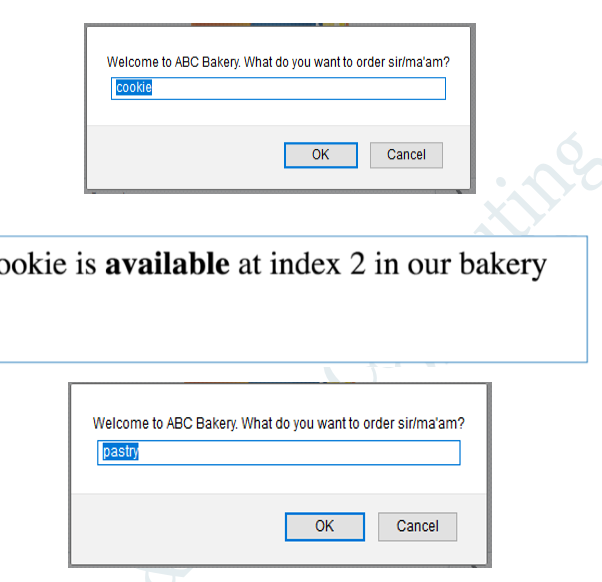 Welcome to ABC Bakery. What do you want to order sir/ma'am?
cookie
OK Cancel
ookie is available at index 2 in our bakery
Welcome to ABC Bakery. What do you want to order sir/ma'am?
pastry
OK Cancel